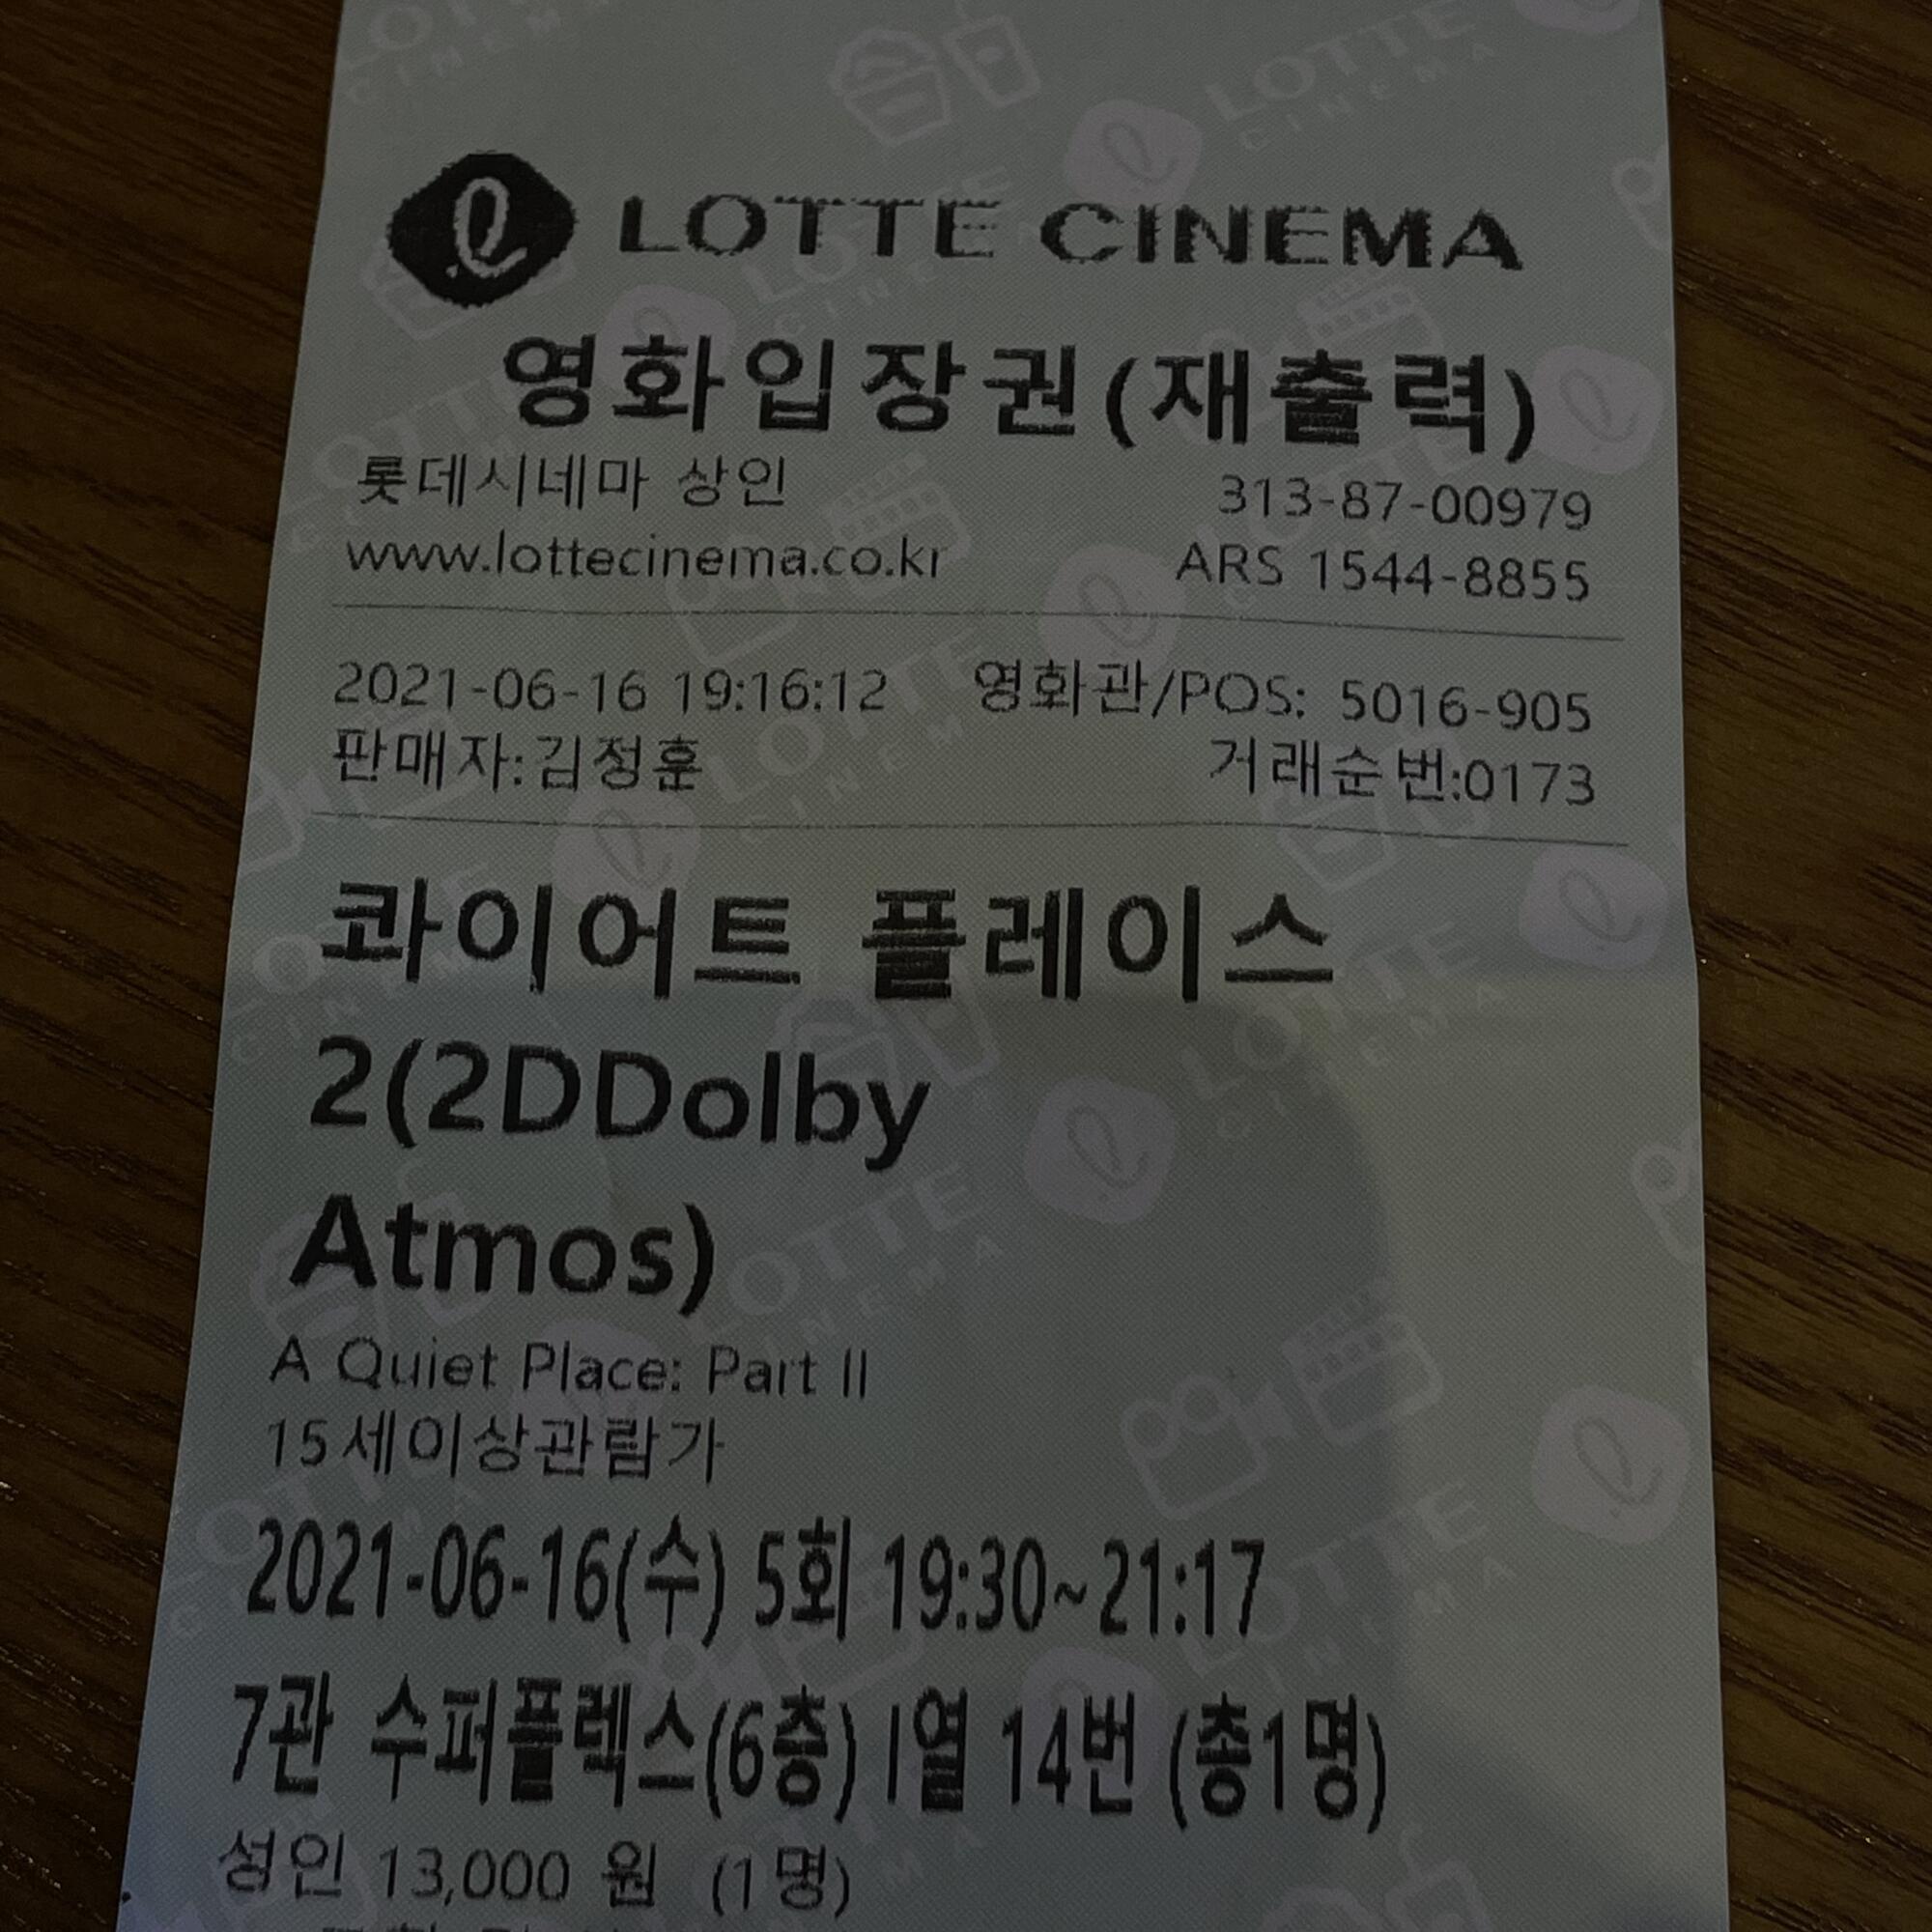 LOTTE CINEMA
영화입장권(재출력)
롯데시네마 상인 313-87-00979
www.lottecinema.co.kr ARS 1544-8855
2021-06-16 19:16:12 영화관/POS: 5016-905
판매자:김정훈 거래순번:0173
콰이어트 플레이스
2(2DDolby
Atmos)
A Quiet Place: Part II
15세이상관람가
2021-06-16(수) 5회 19:30~21:17
7관 수퍼플렉스(6층) I열 14번 (총1명)
성인 13,000 원 (1명)